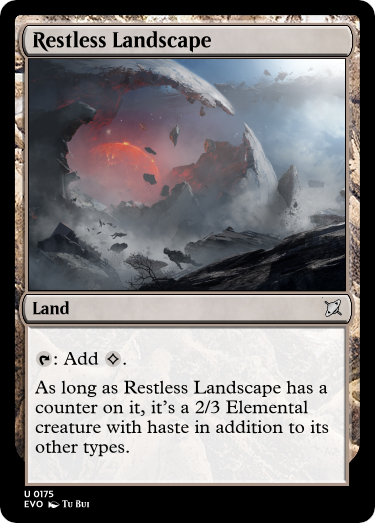 Restless Landscape
Land
: Add .
As long as Restless Landscape has a
counter on it, it's a 2/3 Elemental
creature with haste in addition to its
other types.
U 0175
EVO Tu Bui